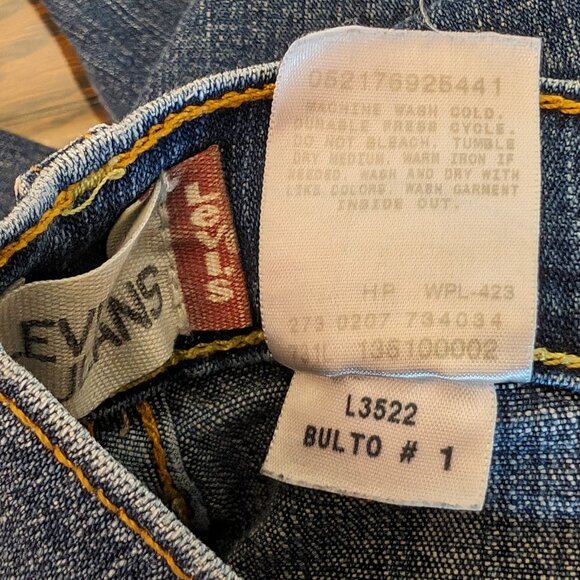 052176925441
MACHINE WASH COLD.
DURABLE PRESS CYCLE.
DO NOT BLEACH. TUMBLE
DRY MEDIUM. WARM IRON IF
NEEDED. WASH AND DRY WITH
LIKE COLORS. WASH GARMENT
INSIDE OUT.
HP WPL-423
273 0207 734034
136100002
L3522
BULTO # 1
LEVI'S
EVANS